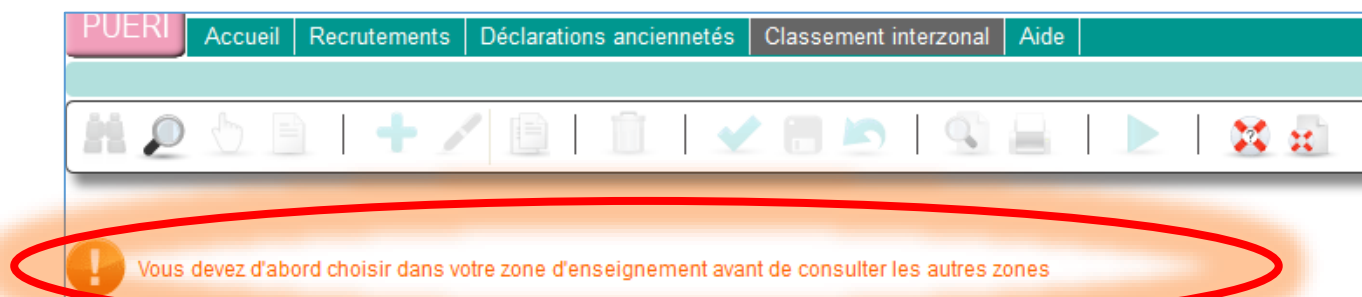 PUERI
Accueil Recrutements Déclarations anciennetés Classement interzonal Aide
Vous devez d'abord choisir dans votre zone d'enseignement avant de consulter les autres zones